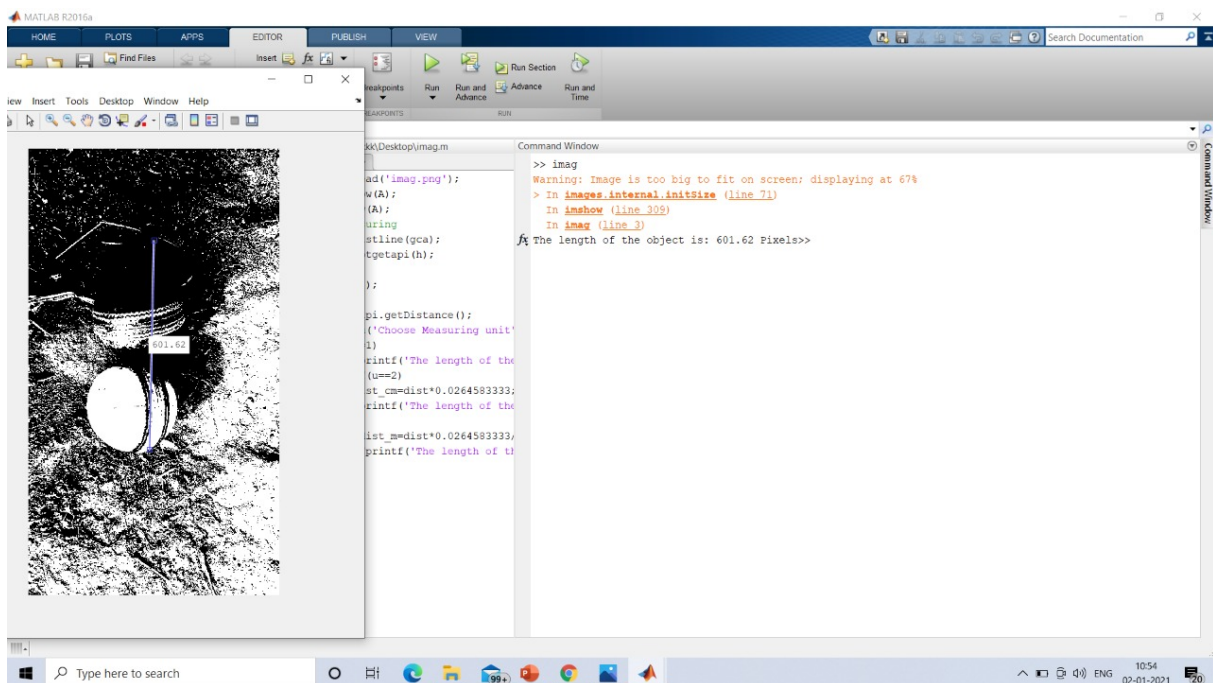 MATLAB R2016a
HOME PLOTS APPS EDITOR PUBLISH VIEW
Search Documentation
Find Files Insert fx
Run Section
Breakpoints Run Run and Advance Advance Run and Time
BREAKPOINTS RUN
iew Insert Tools Desktop Window Help
601.62
kk\Desktop\imag.m
ad('imag.png');
w(A);
(A);
uring
stline(gca);
tgetapi(h);
);
pi.getDistance();
('Choose Measuring unit'
1)
rintf('The length of the
(u==2)
st_cm=dist*0.0264583333;
rintf('The length of the
ist_m=dist*0.0264583333/
printf('The length of th
Command Window
>> imag
Warning: Image is too big to fit on screen; displaying at 67%
> In images.internal.initSize (line 71)
In imshow (line 309)
In imag (line 3)
fx The length of the object is: 601.62 Pixels>>
Command Window
Type here to search
99+
ENG
10:54
02-01-2021
20